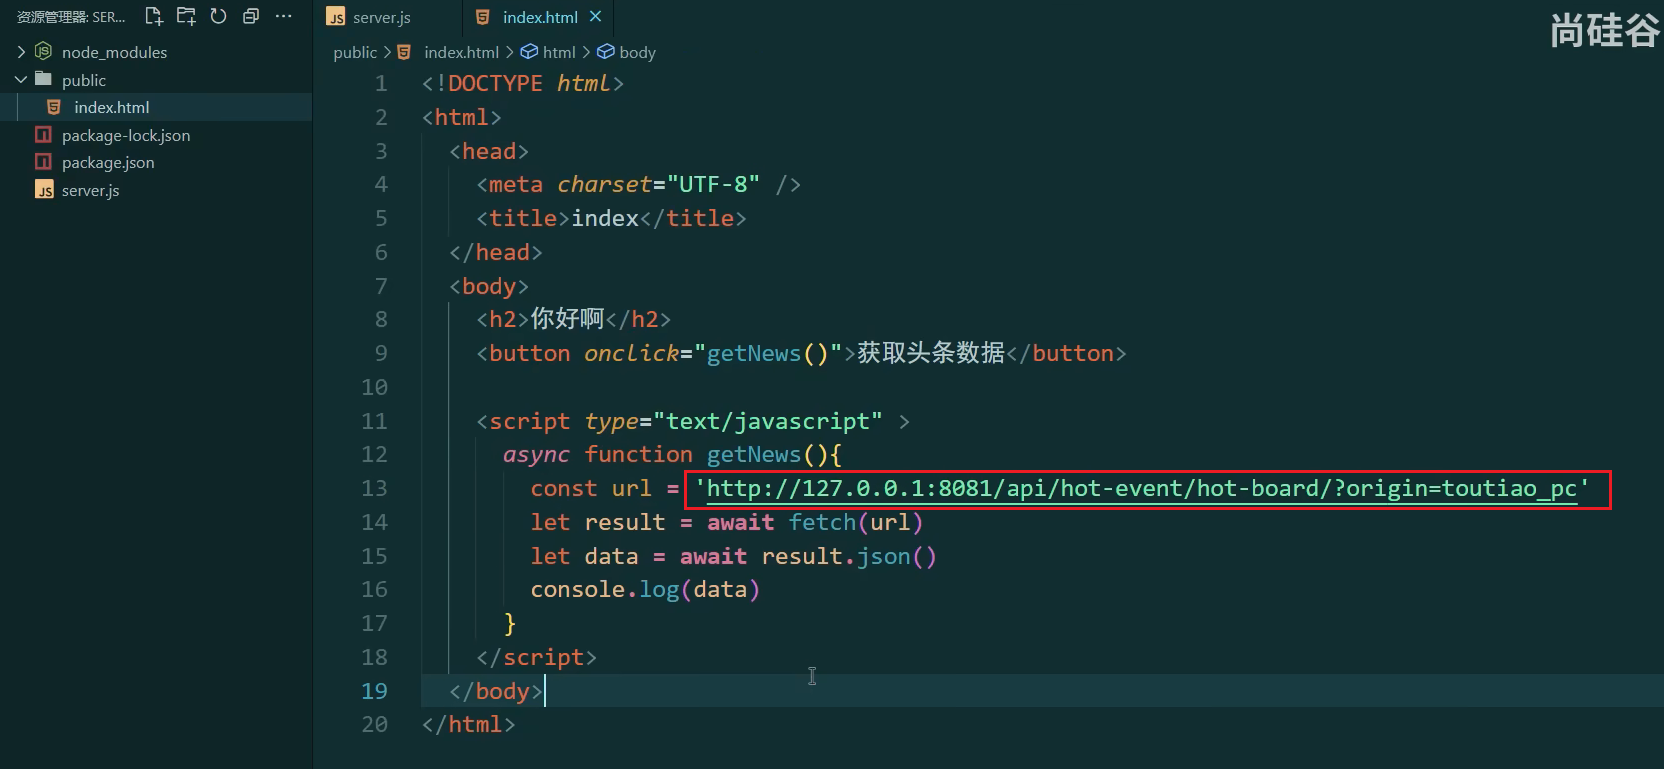 资源管理器: SER...
server.js
index.html
尚硅谷
node_modules
public
index.html
package-lock.json
package.json
server.js
public > index.html > html > body
1 <!DOCTYPE html>
2 <html>
3 <head>
4 <meta charset="UTF-8" />
5 <title>index</title>
6 </head>
7 <body>
8 <h2>你好啊</h2>
9 <button onclick="getNews()">获取头条数据</button>
10
11 <script type="text/javascript" >
12 async function getNews(){
13 const url = 'http://127.0.0.1:8081/api/hot-event/hot-board/?origin=toutiao_pc'
14 let result = await fetch(url)
15 let data = await result.json()
16 console.log(data)
17 }
18 </script>
19 </body>
20 </html>